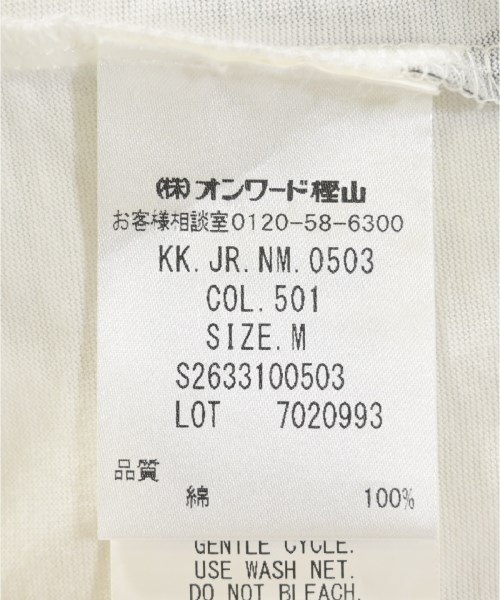 ㈱オンワード樫山
お客様相談室0120-58-6300
KK.JR.NM.0503
COL.501
SIZE.M
S2633100503
LOT 7020993
品質
綿 100%
GENTLE CYCLE.
USE WASH NET.
DO NOT BLEACH.